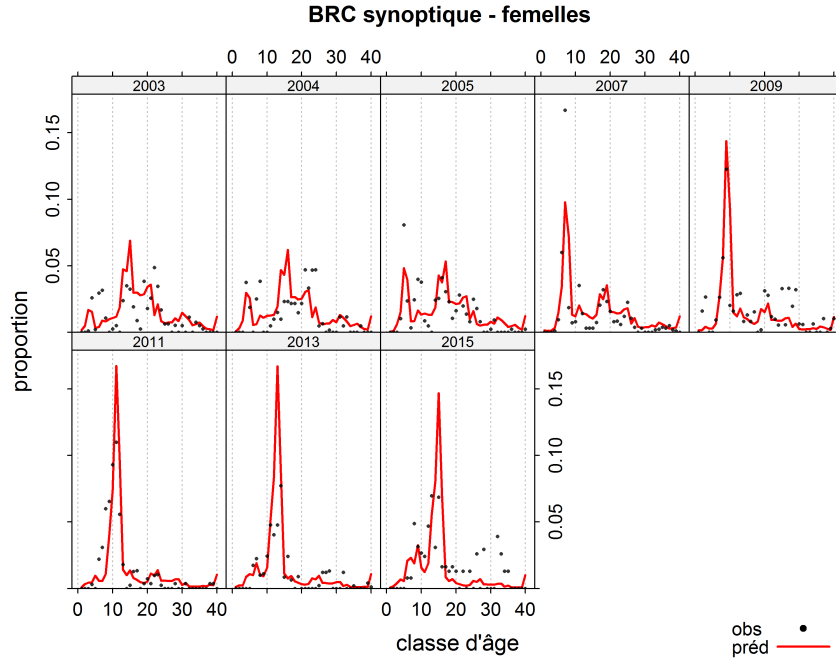 BRC synoptique - femelles
0 10 20 30 40 0 10 20 30 40
2003 2004 2005 2007 2009
0.15
0.10
0.05
proportion
2011 2013 2015
0.15
0.10
0.05
0 10 20 30 40 0 10 20 30 40
classe d'âge
obs
préd